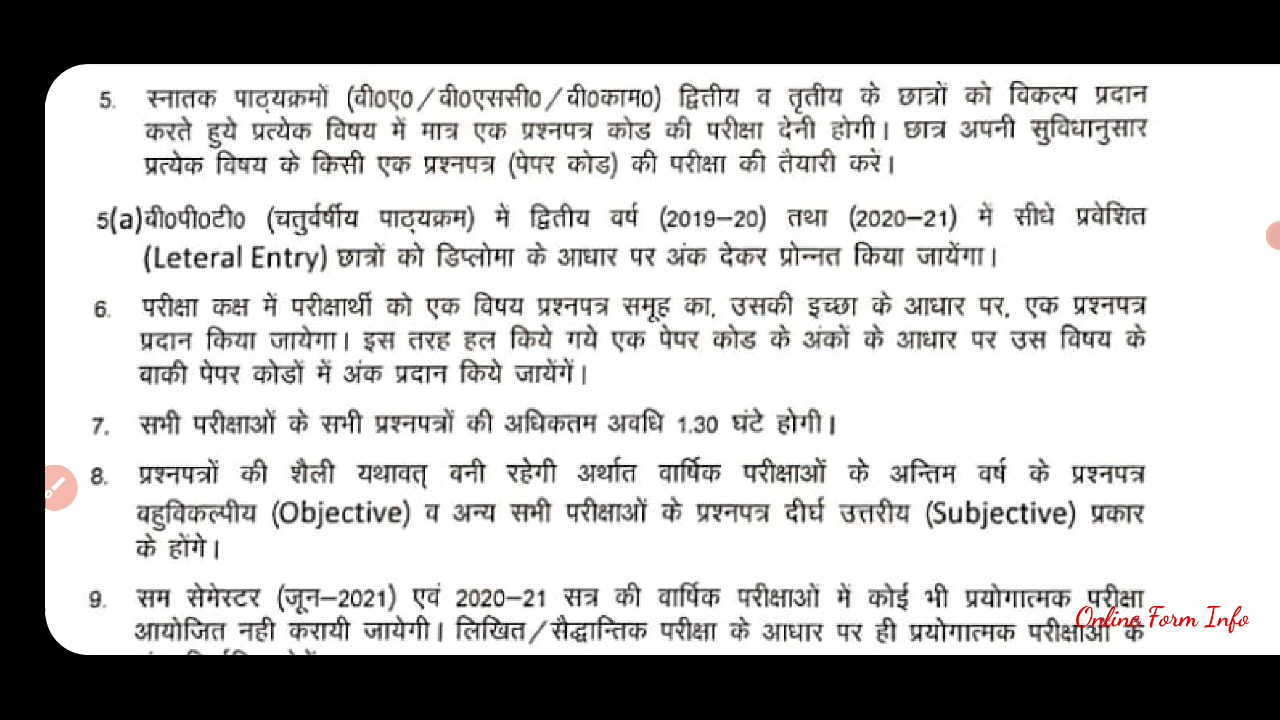 5. स्नातक पाठ्यक्रमों (वी0ए0/वी0एससी0/वी0काम0) द्वितीय व तृतीय के छात्रों को विकल्प प्रदान
करते हुये प्रत्येक विषय में मात्र एक प्रश्नपत्र कोड की परीक्षा देनी होगी। छात्र अपनी सुविधानुसार
प्रत्येक विषय के किसी एक प्रश्नपत्र (पेपर कोड) की परीक्षा की तैयारी करें।
5(a)वी0पी0टी0 (चतुर्वर्षीय पाठ्यक्रम) में द्वितीय वर्ष (2019–20) तथा (2020–21) में सीधे प्रवेशित
(Leteral Entry) छात्रों को डिप्लोमा के आधार पर अंक देकर प्रोन्नत किया जायेंगा।
6. परीक्षा कक्ष में परीक्षार्थी को एक विषय प्रश्नपत्र समूह का, उसकी इच्छा के आधार पर, एक प्रश्नपत्र
प्रदान किया जायेगा। इस तरह हल किये गये एक पेपर कोड के अंकों के आधार पर उस विषय के
वाकी पेपर कोडों में अंक प्रदान किये जायेंगें।
7. सभी परीक्षाओं के सभी प्रश्नपत्रों की अधिकतम अवधि 1.30 घंटे होगी।
8. प्रश्नपत्रों की शैली यथावत् वनी रहेगी अर्थात वार्षिक परीक्षाओं के अन्तिम वर्ष के प्रश्नपत्र
वहुविकल्पीय (Objective) व अन्य सभी परीक्षाओं के प्रश्नपत्र दीर्घ उत्तरीय (Subjective) प्रकार
के होंगे।
9. सम सेमेस्टर (जून–2021) एवं 2020–21 सत्र की वार्षिक परीक्षाओं में कोई भी प्रयोगात्मक परीक्षा
आयोजित नही करायी जायेगी। लिखित/सैद्धान्तिक परीक्षा के आधार पर ही प्रयोगात्मक परीक्षाओं के
Online Form Info